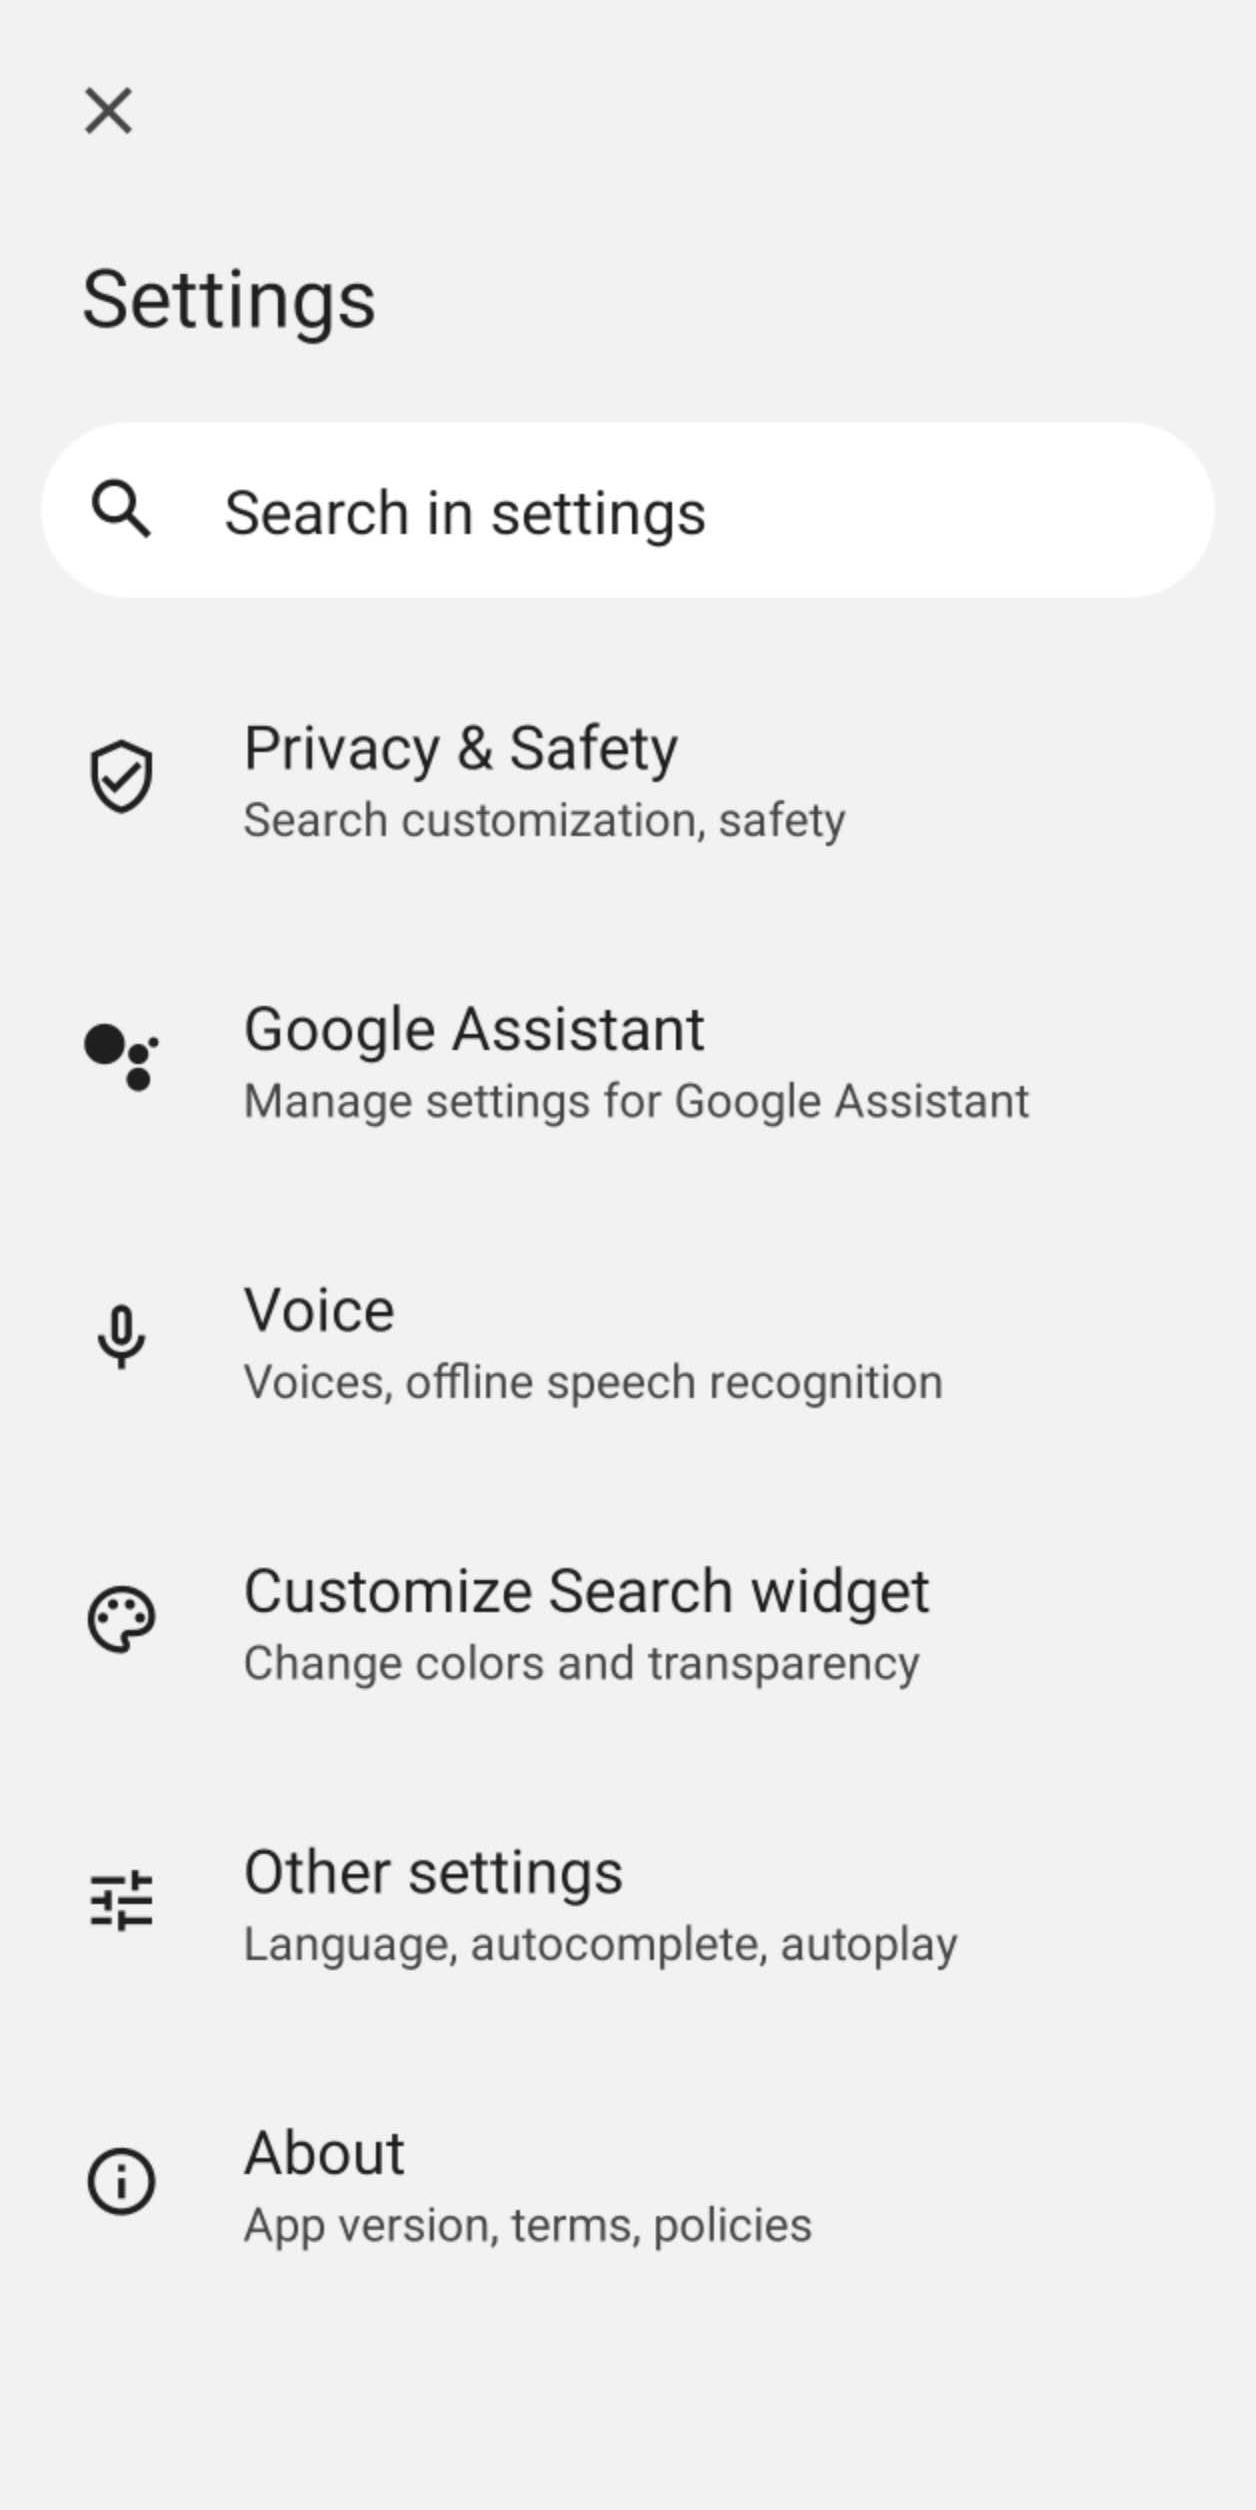 Settings
Search in settings
Privacy & Safety
Search customization, safety
Google Assistant
Manage settings for Google Assistant
Voice
Voices, offline speech recognition
Customize Search widget
Change colors and transparency
Other settings
Language, autocomplete, autoplay
About
App version, terms, policies